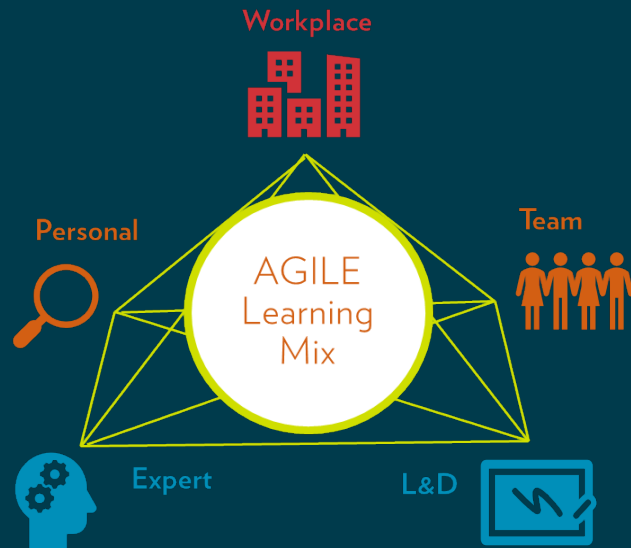 Workplace
Personal
Team
AGILE
Learning
Mix
Expert
L&D